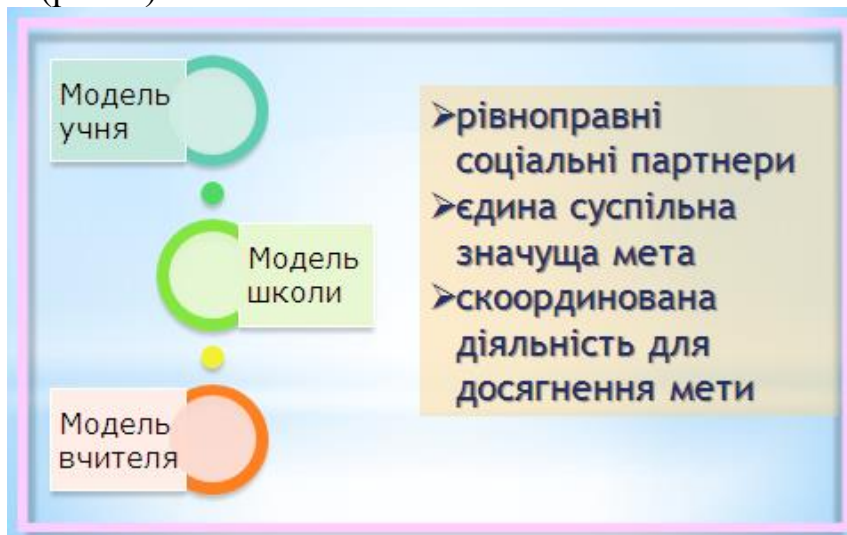 Модель
учня
Модель
школи
Модель
вчителя
➢рівноправні
соціальні партнери
➢єдина суспільна
значуща мета
➢скоординована
діяльність для
досягнення мети